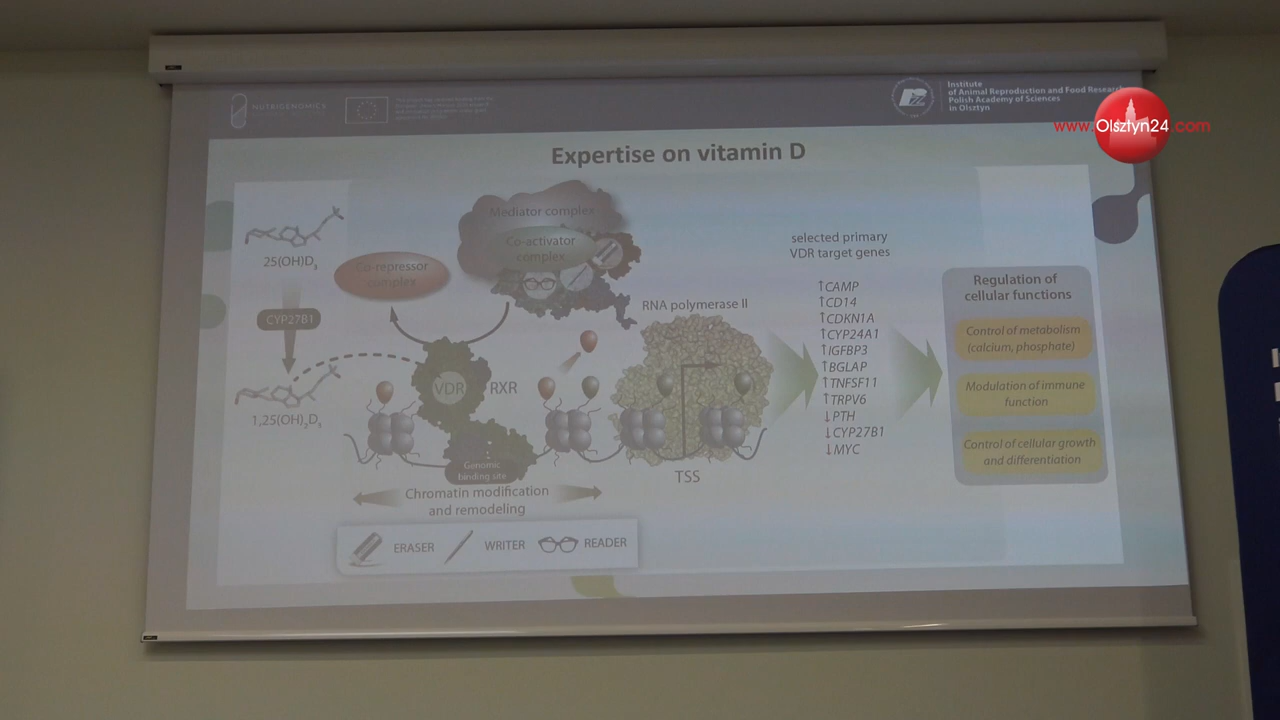 NUTRIGENOMICS
Institute
of Animal Reproduction and Food Research
Polish Academy of Sciences
in Olsztyn
www.Olsztyn24.com
Expertise on vitamin D
25(OH)D₃
CYP27B1
1,25(OH)₂D₃
Co-repressor
complex
Mediator complex
Co-activator
complex
VDR
RXR
Genomic
binding site
RNA polymerase II
TSS
Chromatin modification
and remodeling
ERASER
WRITER
READER
selected primary
VDR target genes
↑CAMP
↑CD14
↑CDKN1A
↑CYP24A1
↑IGFBP3
↑BGLAP
↑TNFSF11
↑TRPV6
↓PTH
↓CYP27B1
↓MYC
Regulation of
cellular functions
Control of metabolism
(calcium, phosphate)
Modulation of immune
function
Control of cellular growth
and differentiation